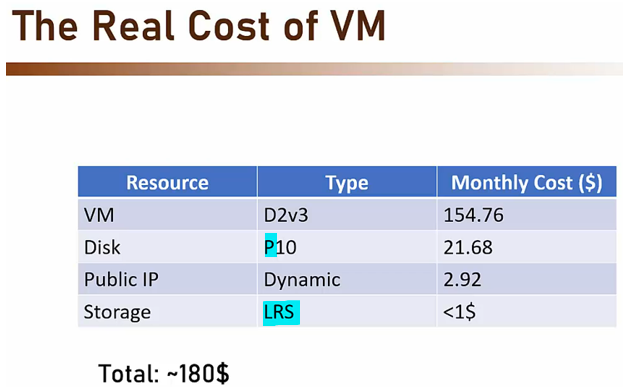 The Real Cost of VM
Resource Type Monthly Cost ($)
VM D2v3 154.76
Disk P10 21.68
Public IP Dynamic 2.92
Storage LRS <1$
Total: ~180$